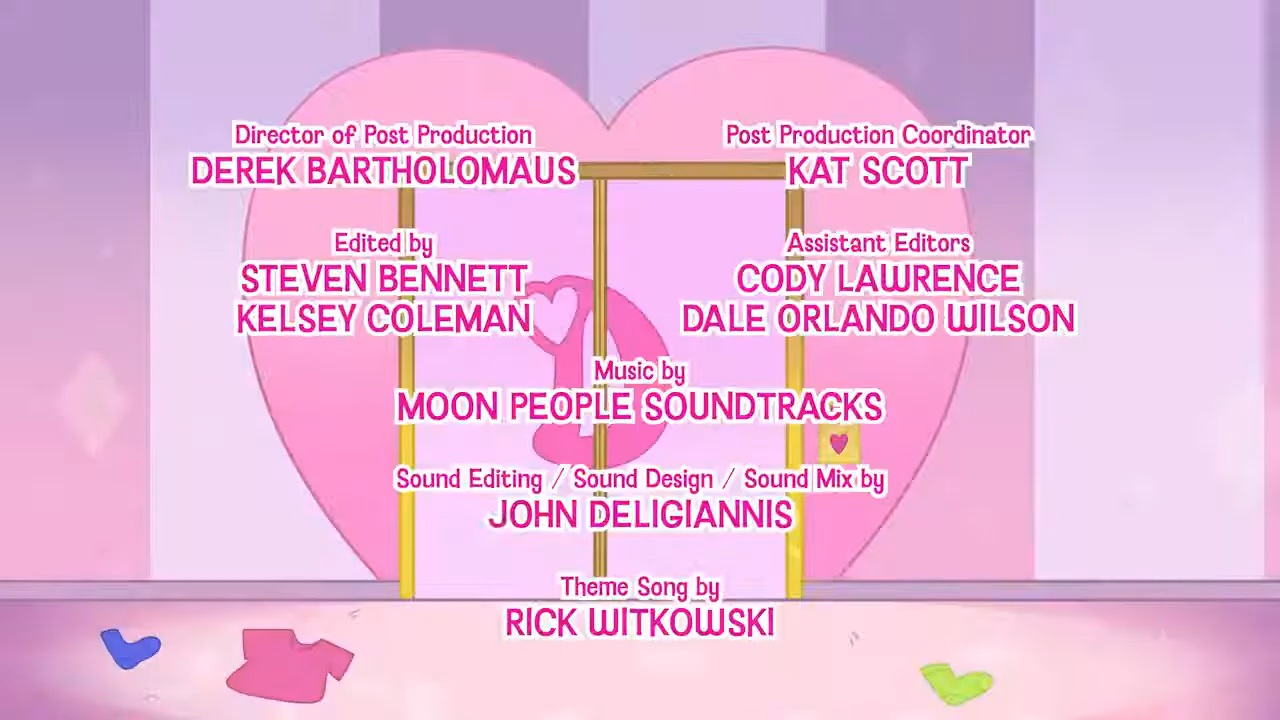 Director of Post Production
DEREK BARTHOLOMAUS
Post Production Coordinator
KAT SCOTT
Edited by
STEVEN BENNETT
KELSEY COLEMAN
Assistant Editors
CODY LAWRENCE
DALE ORLANDO WILSON
Music by
MOON PEOPLE SOUNDTRACKS
Sound Editing / Sound Design / Sound Mix by
JOHN DELIGIANNIS
Theme Song by
RICK WITKOWSKI